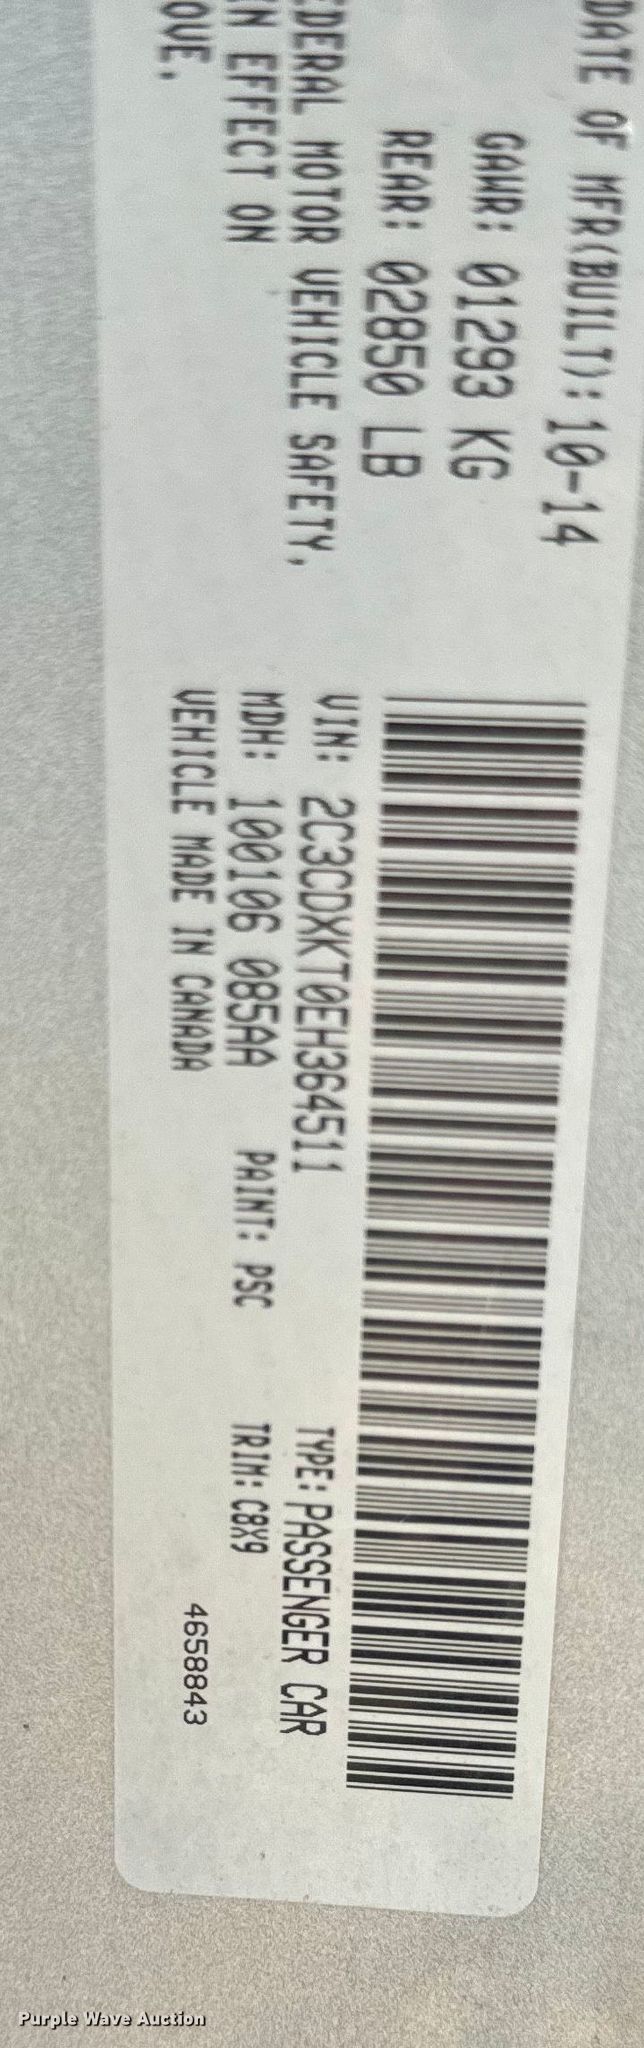 DATE OF MFR(BUILT):10-14
GAWR: 01293 KG
REAR: 02850 LB
EDERAL MOTOR VEHICLE SAFETY,
N EFFECT ON
OVE.
VIN: 2C3CDXKT0EH364511 TYPE: PASSENGER CAR
MDH: 100106 085AA PAINT: PSC TRIM: C8X9
VEHICLE MADE IN CANADA 4658843
Purple Wave Auction